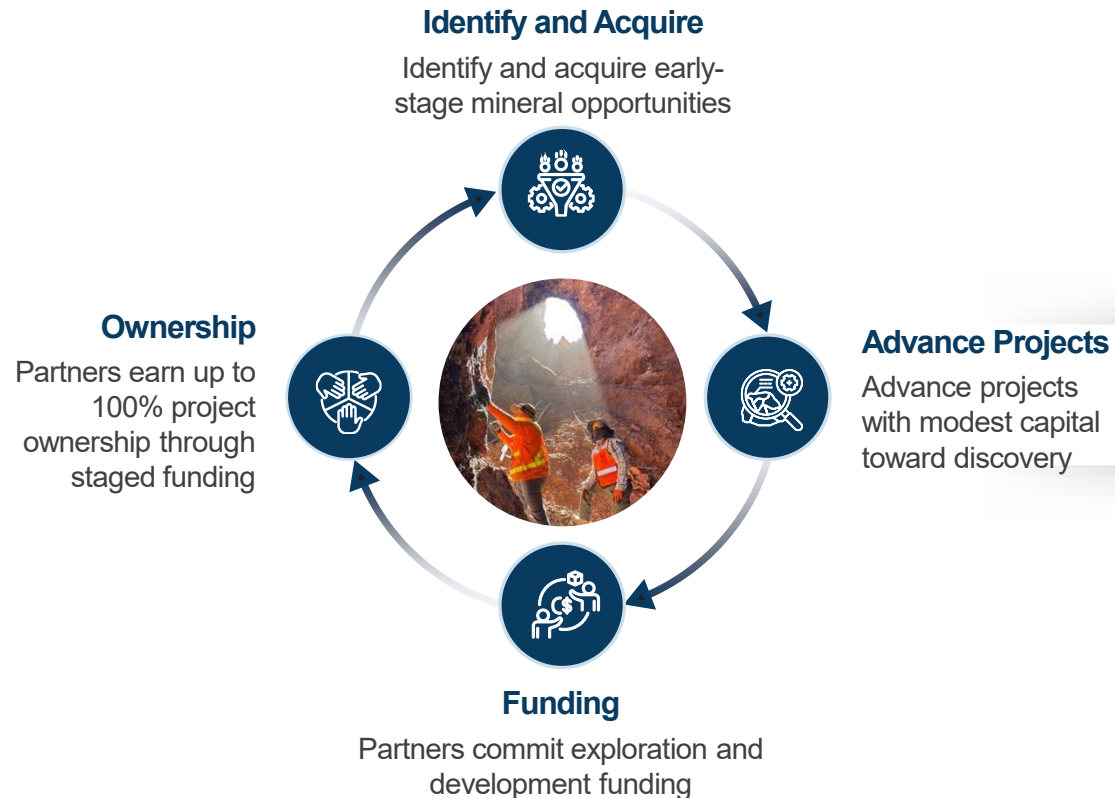 Identify and Acquire
Identify and acquire early-
stage mineral opportunities
Ownership
Partners earn up to
100% project
ownership through
staged funding
Advance Projects
Advance projects
with modest capital
toward discovery
C$
Funding
Partners commit exploration and
development funding